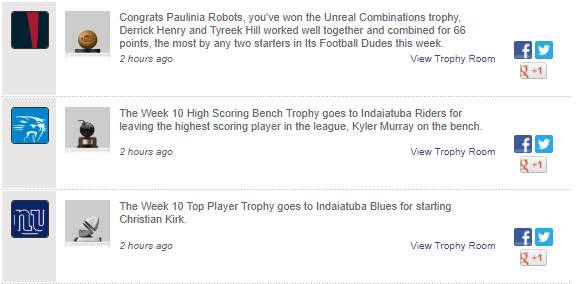 Congrats Paulinia Robots, you've won the Unreal Combinations trophy,
Derrick Henry and Tyreek Hill worked well together and combined for 66
points, the most by any two starters in Its Football Dudes this week.
2 hours ago
View Trophy Room
g +1
The Week 10 High Scoring Bench Trophy goes to Indaiatuba Riders for
leaving the highest scoring player in the league, Kyler Murray on the bench.
2 hours ago
View Trophy Room
g +1
NU
The Week 10 Top Player Trophy goes to Indaiatuba Blues for starting
Christian Kirk.
2 hours ago
View Trophy Room
g +1